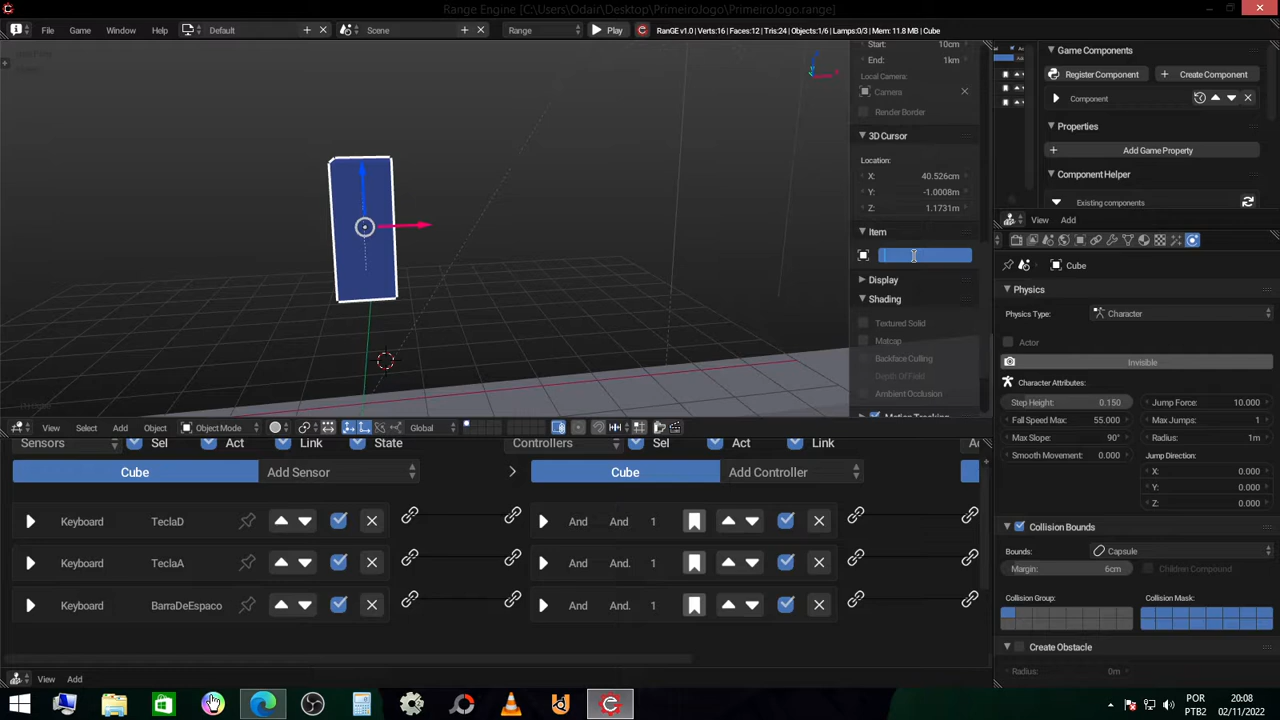 Range Engine [C:\Users\Odair\Desktop\PrimeiroJogo\PrimeiroJogo.range]
File Game Window Help Default Scene Range Play RanGE v1.0 | Verts:16 | Faces:12 | Tris:24 | Objects:1/6 | Lamps:0/3 | Mem: 11.8 MB | Cube
Start: 10cm
End: 1km
Local Camera:
Camera
Render Border
3D Cursor
Location:
X: 40.526cm
Y: -1.0008m
Z: 1.1731m
Item
Display
Shading
Textured Solid
Matcap
Backface Culling
Depth Of Field
Ambient Occlusion
Game Components
Register Component Create Component
Component
Properties
Add Game Property
Component Helper
Existing components
View Add
Cube
Physics
Physics Type: Character
Actor
Invisible
Character Attributes:
Step Height: 0.150 Jump Force: 10.000
Fall Speed Max: 55.000 Max Jumps: 1
Max Slope: 90° Radius: 1m
Smooth Movement: 0.000 Jump Direction:
X: 0.000
Y: 0.000
Z: 0.000
Collision Bounds
Bounds: Capsule
Margin: 6cm Children Compound
Collision Group: Collision Mask:
Create Obstacle
Radius: 0m
View Select Add Object Object Mode Global
Sensors Sel Act Link State Controllers Sel Act Link
Cube Add Sensor Cube Add Controller
Keyboard TeclaD And And 1
Keyboard TeclaA And And. 1
Keyboard BarraDeEspaco And And. 1
View Add
POR 20:08
PTB2 02/11/2022